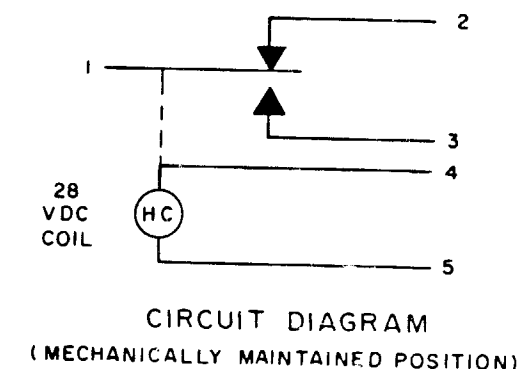 2
1
3
4
28
VDC
COIL
HC
5
CIRCUIT DIAGRAM
(MECHANICALLY MAINTAINED POSITION)